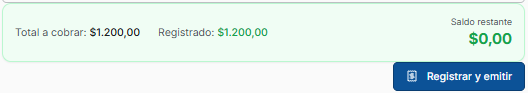 Saldo restante
Total a cobrar: $1.200,00 Registrado: $1.200,00
$0,00
Registrar y emitir